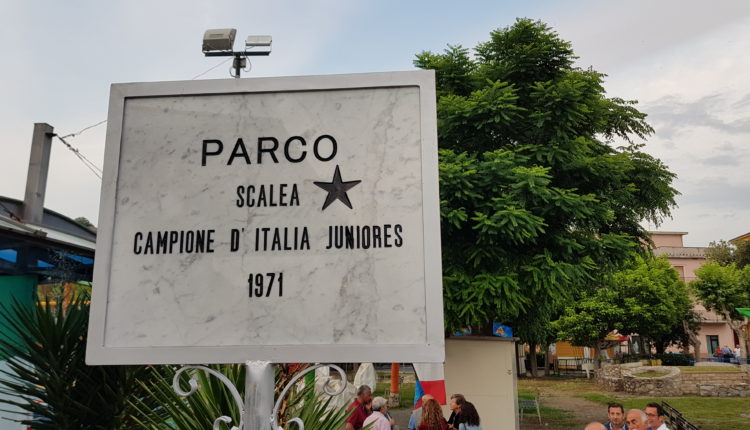 PARCO
SCALEA
CAMPIONE D'ITALIA JUNIORES
1971